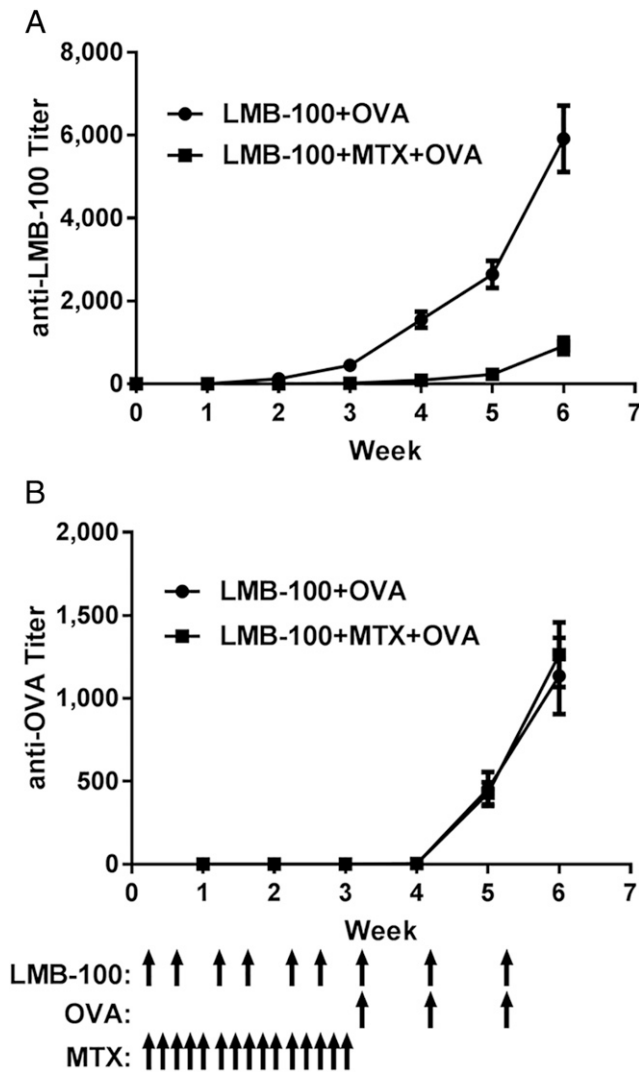 A
8,000
6,000
4,000
2,000
0
anti-LMB-100 Titer
LMB-100+OVA
LMB-100+MTX+OVA
0 1 2 3 4 5 6 7
Week
B
2,000
1,500
1,000
500
0
anti-OVA Titer
LMB-100+OVA
LMB-100+MTX+OVA
0 1 2 3 4 5 6 7
Week
LMB-100:
OVA:
MTX: